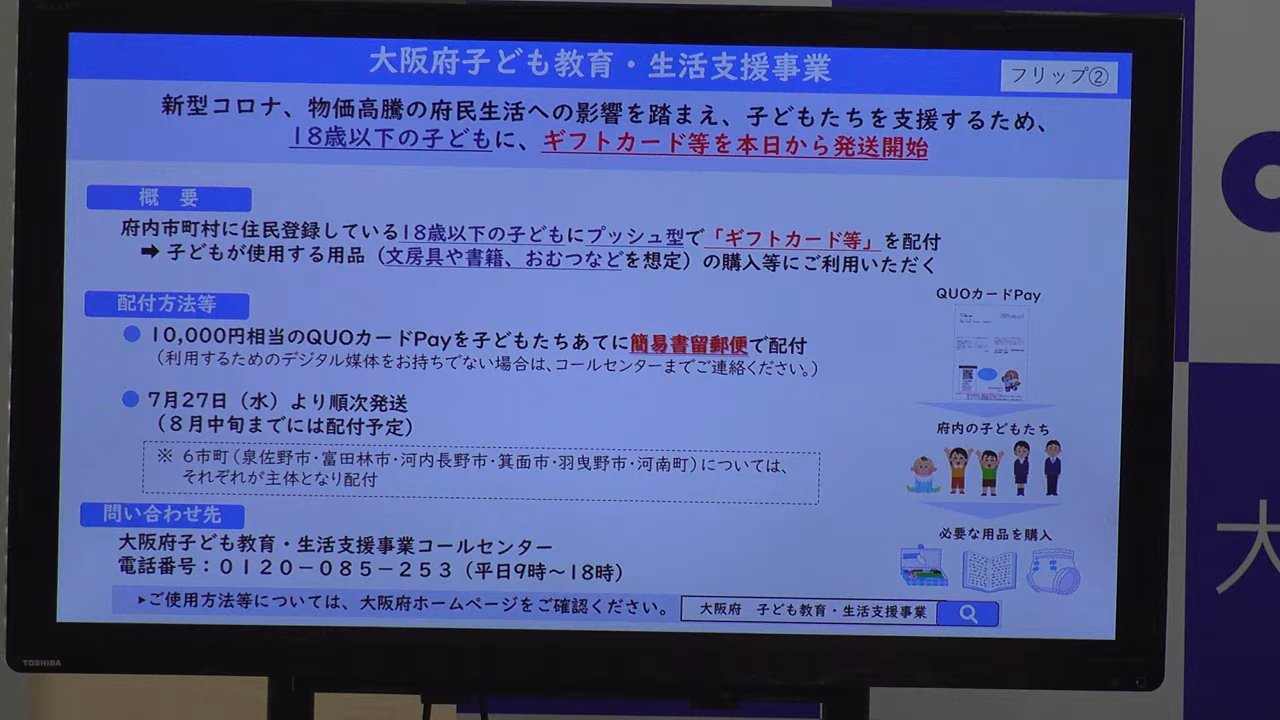 大阪府子ども教育・生活支援事業
フリップ②
新型コロナ、物価高騰の府民生活への影響を踏まえ、子どもたちを支援するため、
18歳以下の子どもに、ギフトカード等を本日から発送開始
概　要
府内市町村に住民登録している18歳以下の子どもにプッシュ型で「ギフトカード等」を配付
➡ 子どもが使用する用品（文房具や書籍、おむつなどを想定）の購入等にご利用いただく
配付方法等
● 10,000円相当のQUOカードPayを子どもたちあてに簡易書留郵便で配付
（利用するためのデジタル媒体をお持ちでない場合は、コールセンターまでご連絡ください。）
● 7月27日（水）より順次発送
（８月中旬までには配付予定）
※ 6市町（泉佐野市・富田林市・河内長野市・箕面市・羽曳野市・河南町）については、
それぞれが主体となり配付
QUOカードPay
府内の子どもたち
必要な用品を購入
問い合わせ先
大阪府子ども教育・生活支援事業コールセンター
電話番号：０１２０－０８５－２５３（平日9時～18時）
▸ご使用方法等については、大阪府ホームページをご確認ください。
大阪府　子ども教育・生活支援事業
TOSHIBA
大